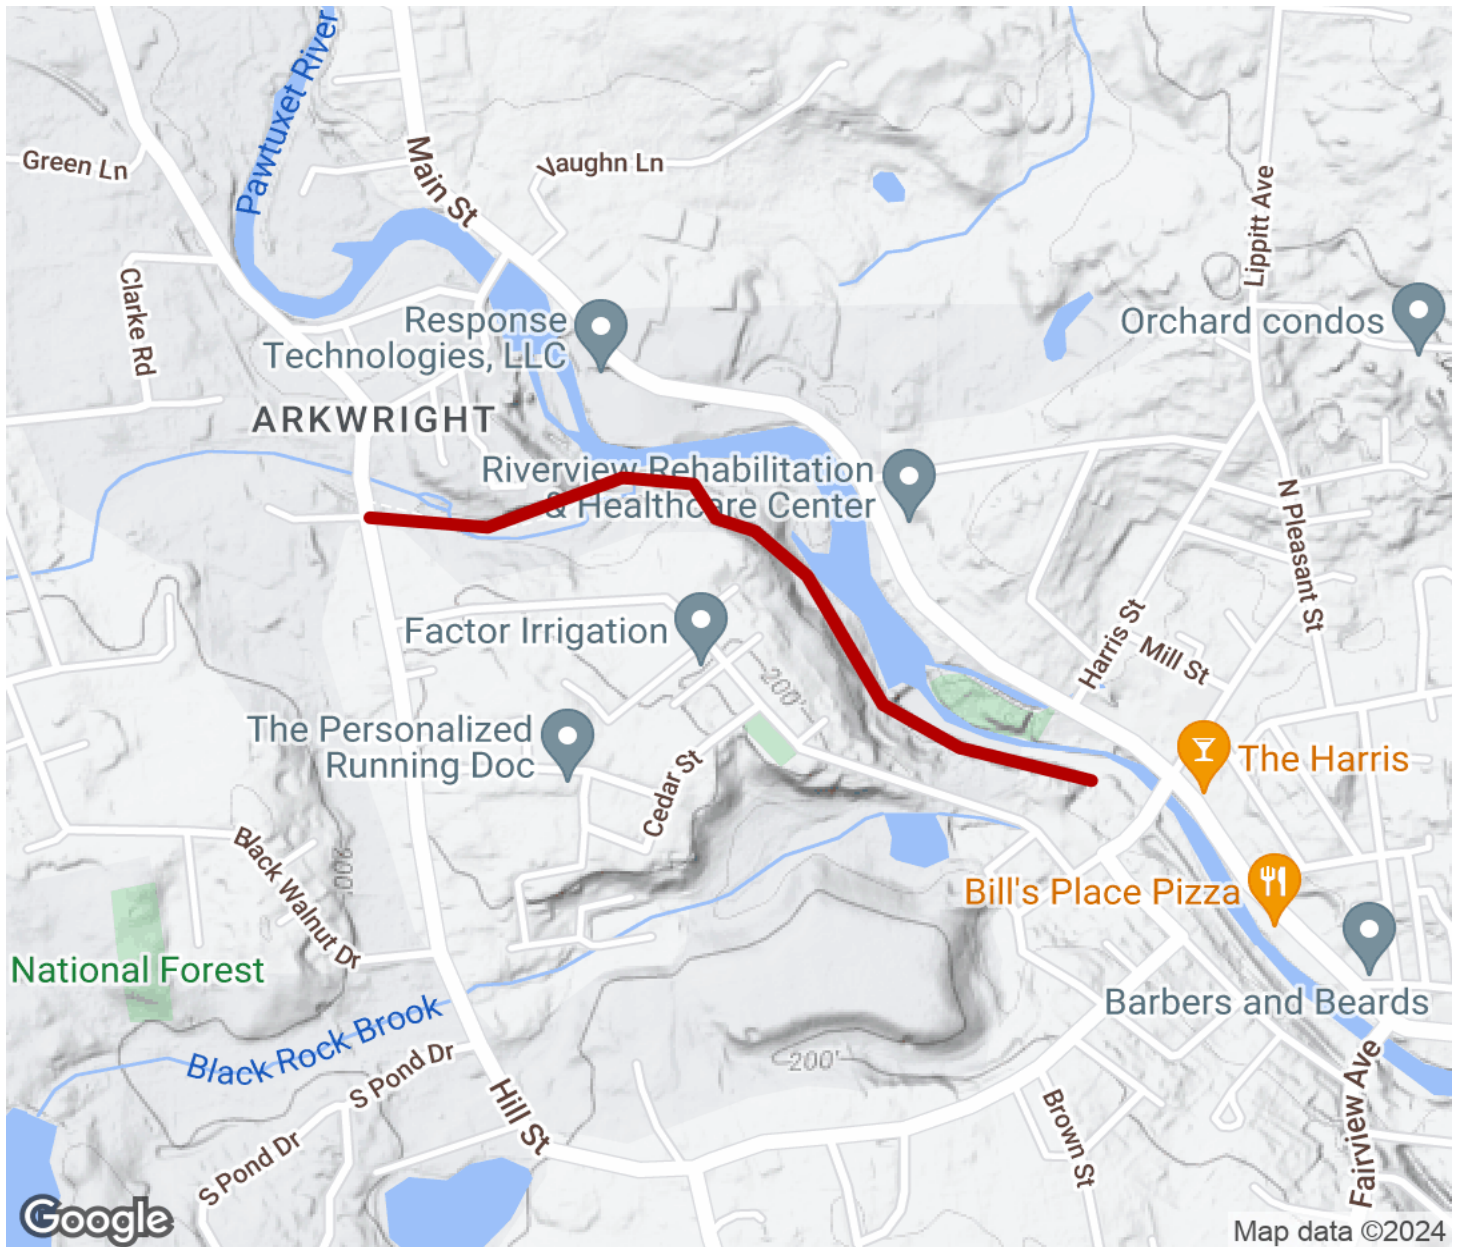 Pawtuxet River
Main St
Green Ln
Vaughn Ln
Lippitt Ave
Clarke Rd
Response
Technologies, LLC
Orchard condos
ARKWRIGHT
Riverview Rehabilitation
& Healthcare Center
N Pleasant St
Harris St
Mill St
Factor Irrigation
200'
The Personalized
Running Doc
Cedar St
The Harris
200'
Black Walnut Dr
Bill's Place Pizza
National Forest
Barbers and Beards
Black Rock Brook
200'
S Pond Dr
Hill St
Brown St
Fairview Ave
S Pond Dr
Google
Map data ©2024